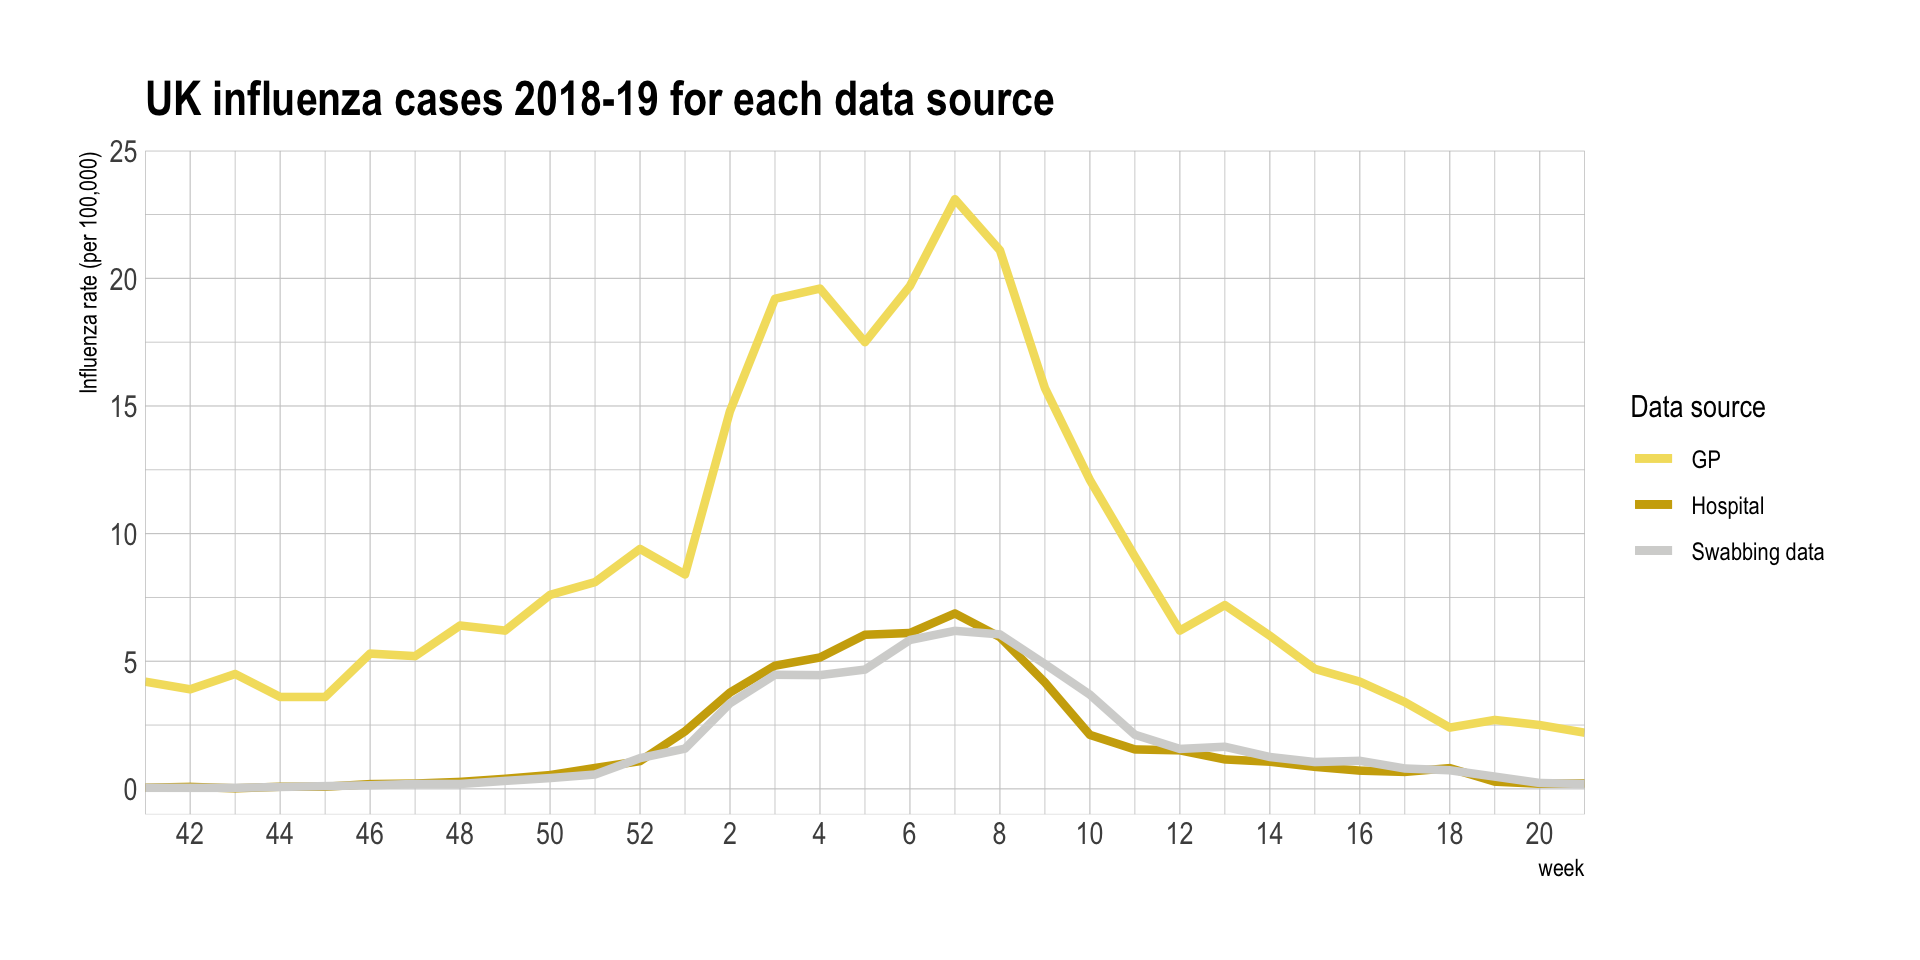 UK influenza cases 2018-19 for each data source
Influenza rate (per 100,000)
25
20
15
10
5
0
42 44 46 48 50 52 2 4 6 8 10 12 14 16 18 20
week
Data source
GP
Hospital
Swabbing data